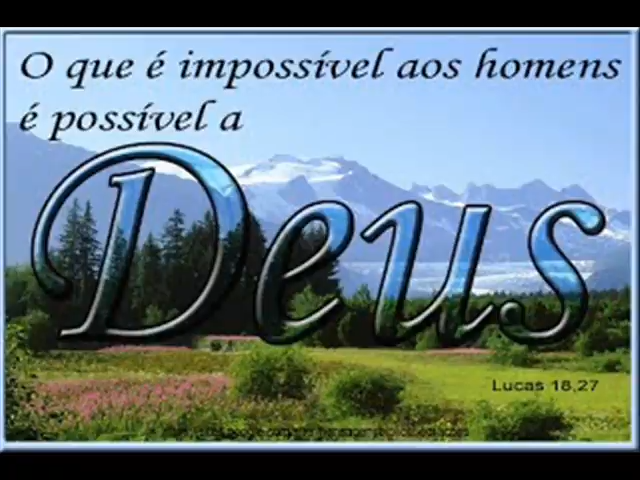 O que é impossível aos homens
é possível a
Deus
Lucas 18,27